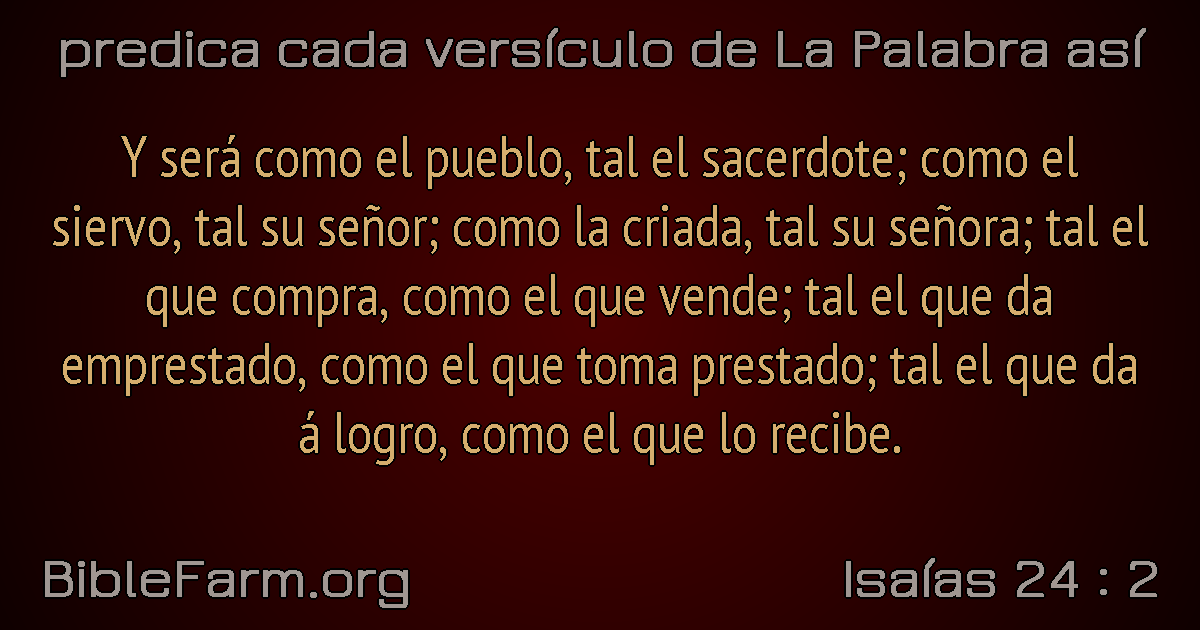 predica cada versículo de La Palabra así
Y será como el pueblo, tal el sacerdote; como el
siervo, tal su señor; como la criada, tal su señora; tal el
que compra, como el que vende; tal el que da
emprestado, como el que toma prestado; tal el que da
á logro, como el que lo recibe.
BibleFarm.org
Isaías 24 : 2